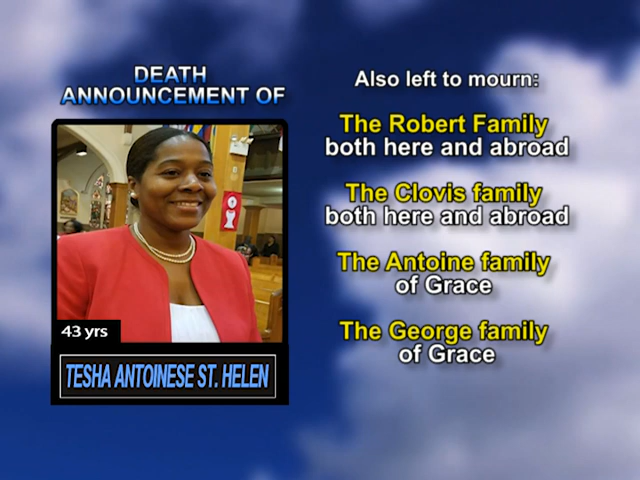 DEATH
ANNOUNCEMENT OF
43 yrs
TESHA ANTOINESE ST. HELEN
Also left to mourn:
The Robert Family
both here and abroad
The Clovis family
both here and abroad
The Antoine family
of Grace
The George family
of Grace